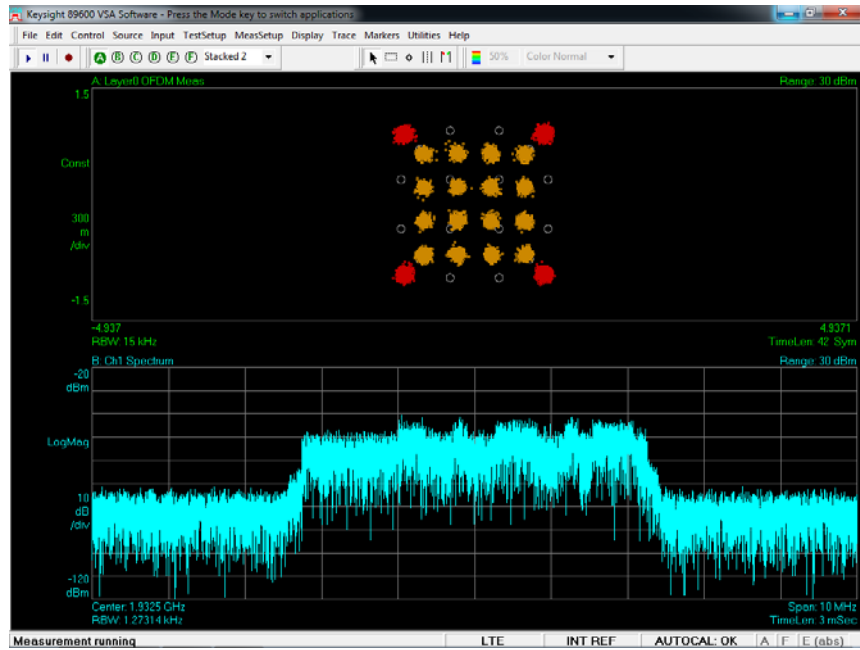 Keysight 89600 VSA Software - Press the Mode key to switch applications
File Edit Control Source Input TestSetup MeasSetup Display Trace Markers Utilities Help
A B C D E F Stacked 2 50% Color Normal
A: Layer0 OFDM Meas Range: 30 dBm
1.5
Const
300
m
/div
-1.5
-4.937 4.9371
RBW: 15 kHz TimeLen: 42 Sym
B: Ch1 Spectrum Range: 30 dBm
-20
dBm
LogMag
10
dB
/div
-120
dBm
Center: 1.9325 GHz Span: 10 MHz
RBW: 1.27314 kHz TimeLen: 3 mSec
Measurement running LTE INT REF AUTOCAL: OK A F E (abs)